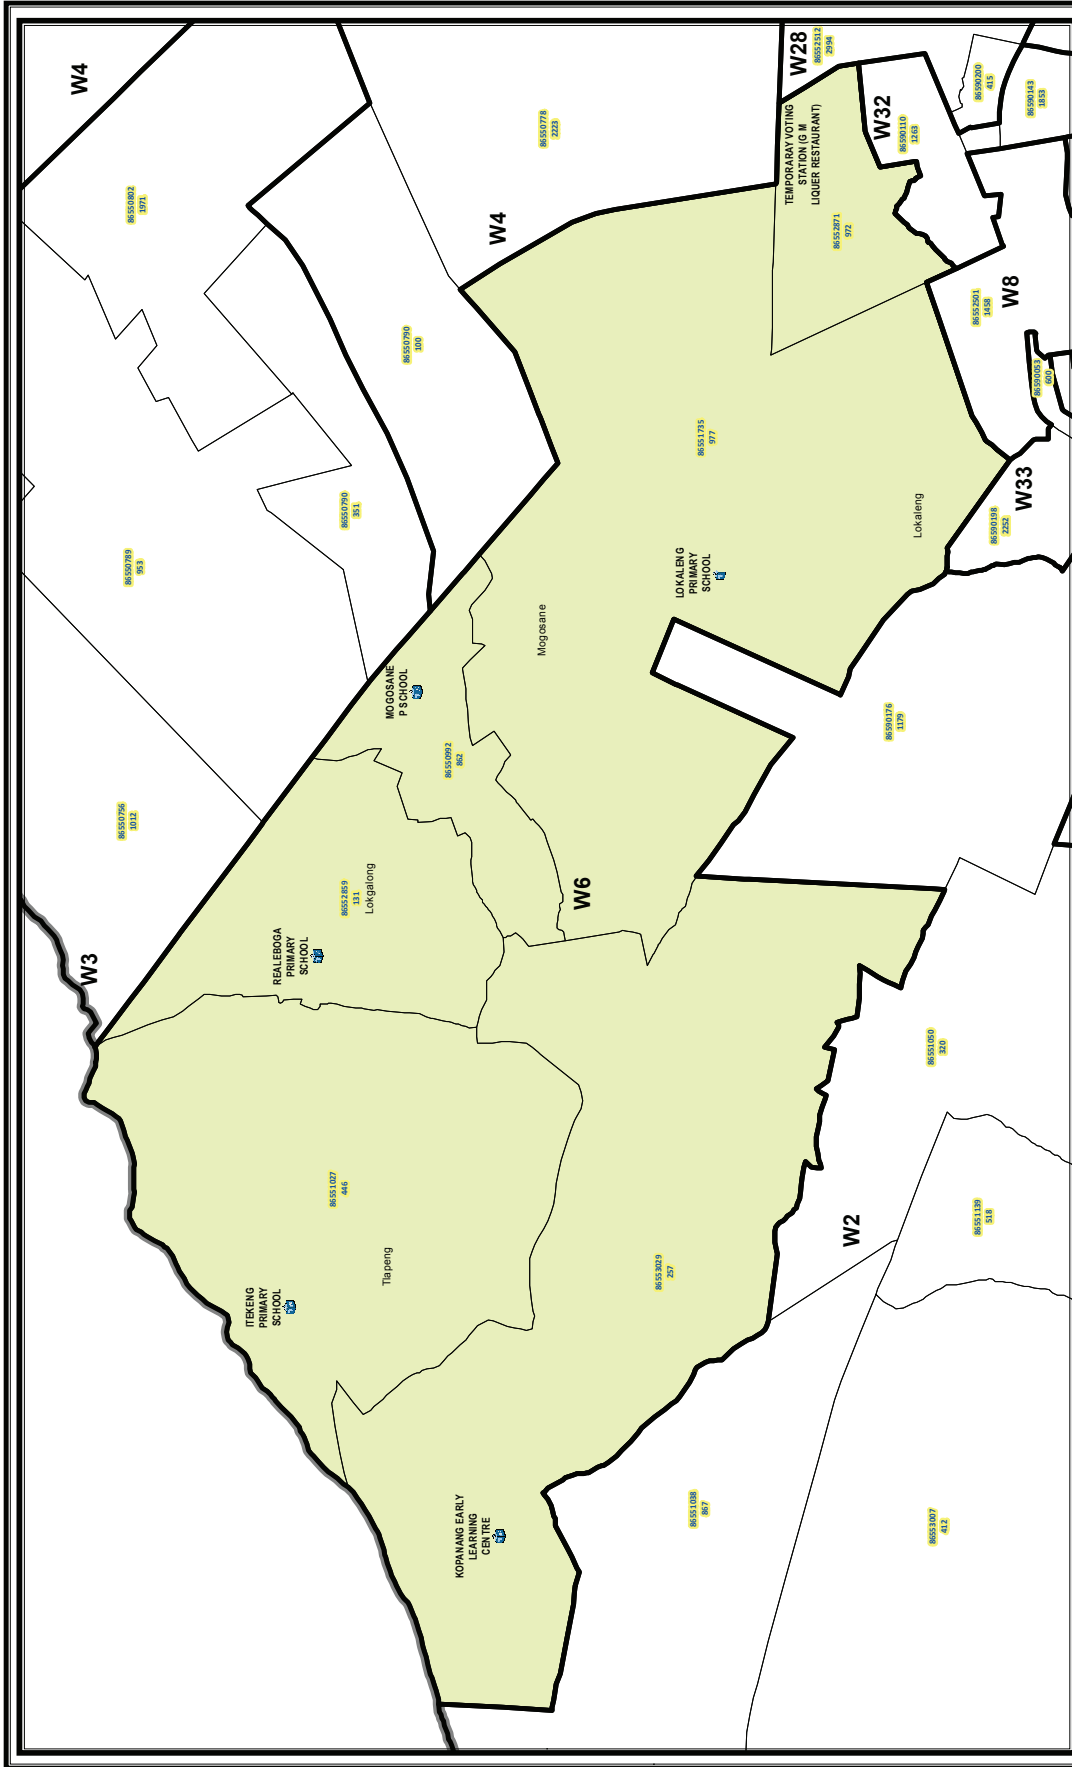 W3
W4
86550756
1012
86550789
953
86550802
1971
ITEKENG
PRIMARY
SCHOOL
REALEBOGA
PRIMARY
SCHOOL
86551027
446
86552859
131
Lokgalong
86550790
351
Tlapeng
MOGOSANE
P SCHOOL
86550790
100
KOPANANG EARLY
LEARNING
CENTRE
86550992
862
W4
Mogosane
86550778
2223
W6
86553029
257
LOKALENG
PRIMARY
SCHOOL
86551735
977
86551038
867
TEMPORARAY VOTING
STATION (G M
LIQUER RESTAURANT)
W28
86552512
2994
86552871
972
W2
86590176
1179
Lokaleng
W32
86590110
1263
86553007
412
86551050
320
86551139
518
86590198
2252
W33
86552501
1458
W8
86590200
415
86590053
600
86590143
1853